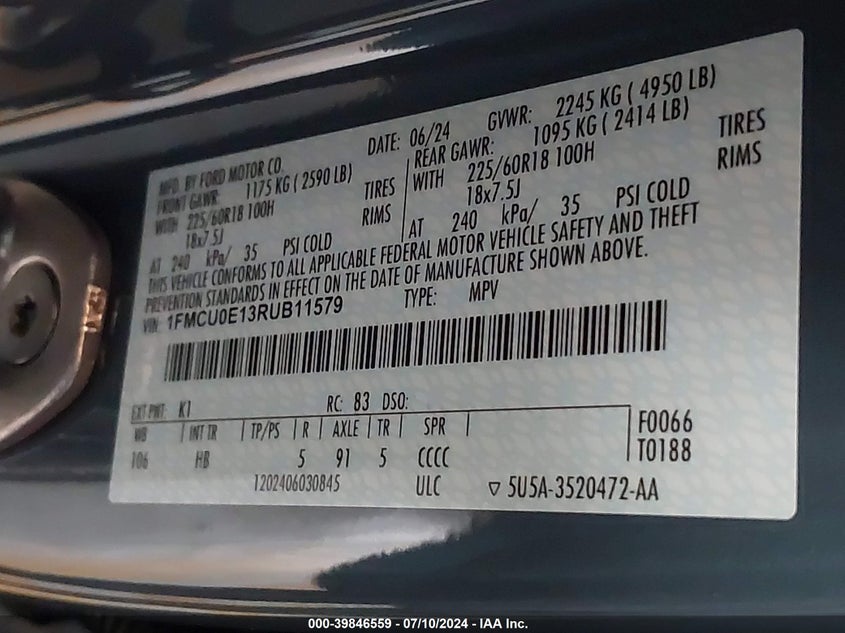 MFD. BY FORD MOTOR CO. DATE: 06/24 GVWR: 2245 KG ( 4950 LB)
FRONT GAWR: 1175 KG ( 2590 LB) REAR GAWR: 1095 KG ( 2414 LB)
WITH 225/60R18 100H TIRES WITH 225/60R18 100H TIRES
18x7.5J RIMS 18x7.5J RIMS
AT 240 kPa/ 35 PSI COLD AT 240 kPa/ 35 PSI COLD
THIS VEHICLE CONFORMS TO ALL APPLICABLE FEDERAL MOTOR VEHICLE SAFETY AND THEFT
PREVENTION STANDARDS IN EFFECT ON THE DATE OF MANUFACTURE SHOWN ABOVE.
VIN: 1FMCU0E13RUB11579 TYPE: MPV
EXT PNT: K1 RC: 83 DSO:
WB | INT TR | TP/PS | R | AXLE | TR | SPR | F0066
106 HB 5 91 5 CCCC T0188
1202406030845 ULC ▽ 5U5A-3520472-AA
000-39846559 - 07/10/2024 - IAA Inc.